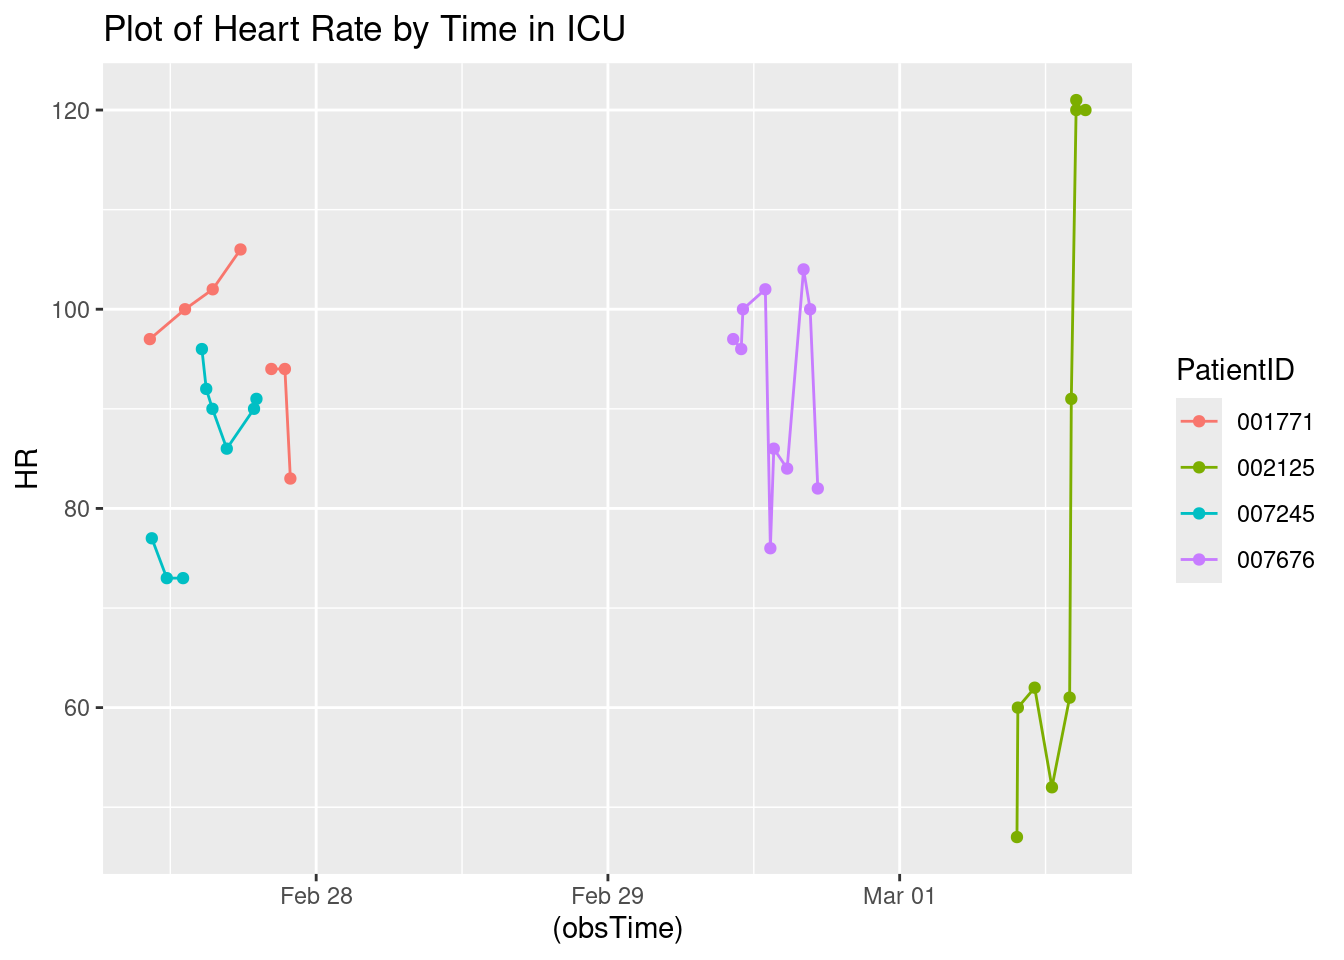 Plot of Heart Rate by Time in ICU
120
100
80
60
HR
Feb 28
Feb 29
Mar 01
(obsTime)
PatientID
001771
002125
007245
007676